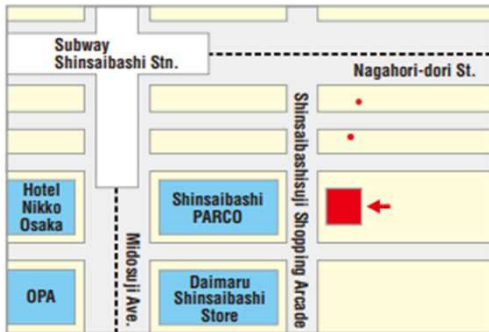 Subway
Shinsaibashi Stn.
Nagahori-dori St.
Shinsaibashisuji Shopping Arcade
Hotel
Nikko
Osaka
Shinsaibashi
PARCO
Midosuji Ave.
OPA
Daimaru
Shinsaibashi
Store